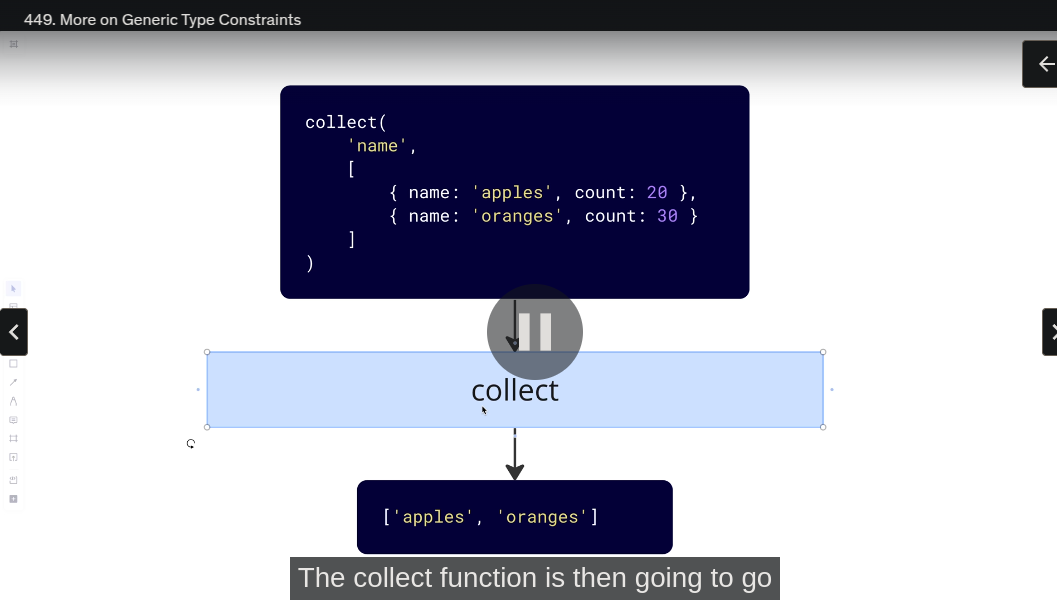 449. More on Generic Type Constraints
collect(
'name',
[
{ name: 'apples', count: 20 },
{ name: 'oranges', count: 30 }
]
)
collect
['apples', 'oranges']
The collect function is then going to go